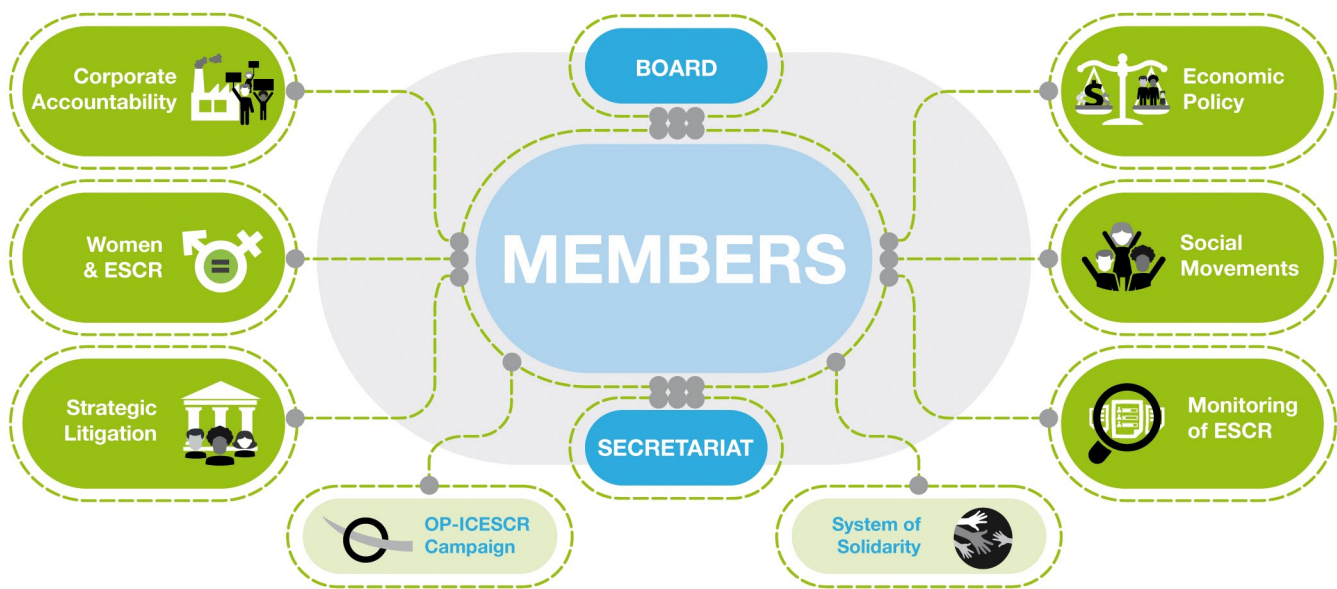 Corporate
Accountability
BOARD
Economic
Policy
Women
& ESCR
MEMBERS
Social
Movements
Strategic
Litigation
SECRETARIAT
Monitoring
of ESCR
OP-ICESCR
Campaign
System of
Solidarity
$
=